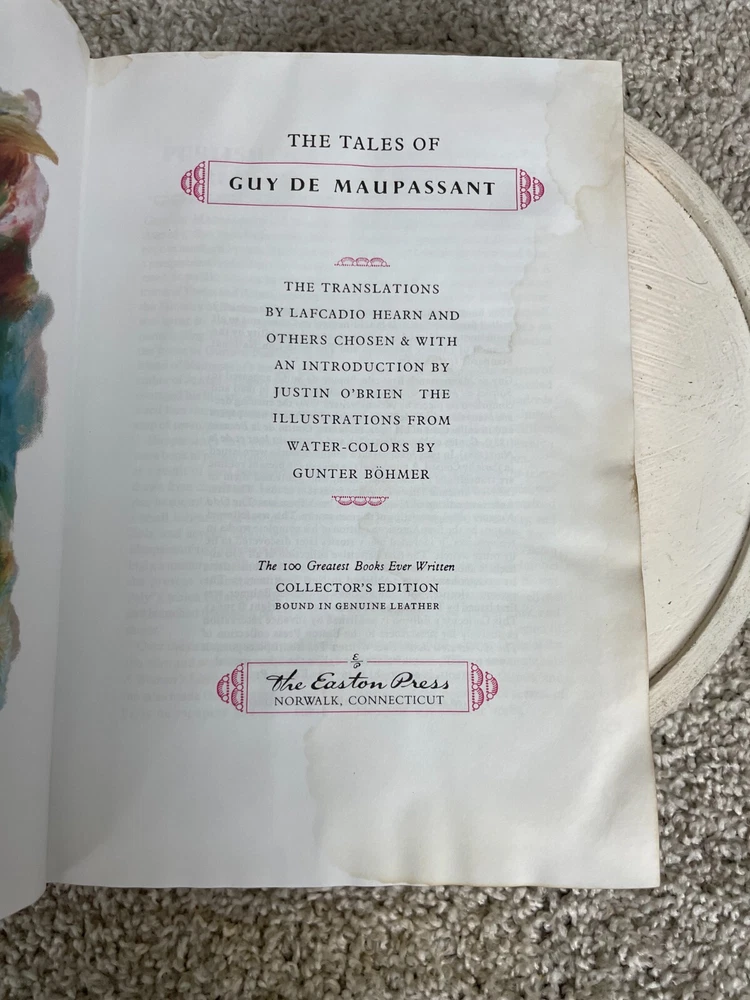 THE TALES OF
GUY DE MAUPASSANT
THE TRANSLATIONS
BY LAFCADIO HEARN AND
OTHERS CHOSEN & WITH
AN INTRODUCTION BY
JUSTIN O'BRIEN THE
ILLUSTRATIONS FROM
WATER-COLORS BY
GUNTER BÖHMER
The 100 Greatest Books Ever Written
COLLECTOR'S EDITION
BOUND IN GENUINE LEATHER
E
P
The Easton Press
NORWALK, CONNECTICUT